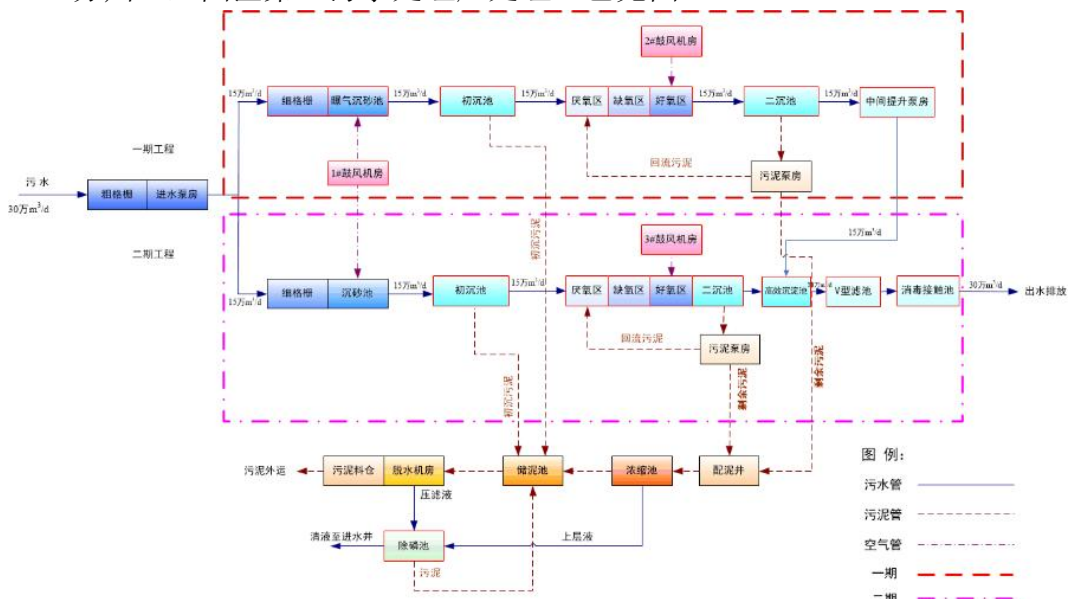 2#鼓风机房
15万m³/d
细格栅
曝气沉砂池
15万m³/d
初沉池
15万m³/d
厌氧区
缺氧区
好氧区
15万m³/d
二沉池
15万m³/d
中间提升泵房
一期工程
1#鼓风机房
回流污泥
污泥泵房
污水
30万m³/d
粗格栅
进水泵房
初沉污泥
15万m³/d
二期工程
3#鼓风机房
15万m³/d
细格栅
沉砂池
15万m³/d
初沉池
15万m³/d
厌氧区
缺氧区
好氧区
二沉池
高效沉淀池
V型滤池
消毒接触池
30万m³/d
出水排放
回流污泥
污泥泵房
初沉污泥
剩余污泥
剩余污泥
污泥外运
污泥料仓
脱水机房
储泥池
浓缩池
配泥井
压滤液
清液至进水井
除磷池
上层液
污泥
图 例:
污水管
污泥管
空气管
一期
二期